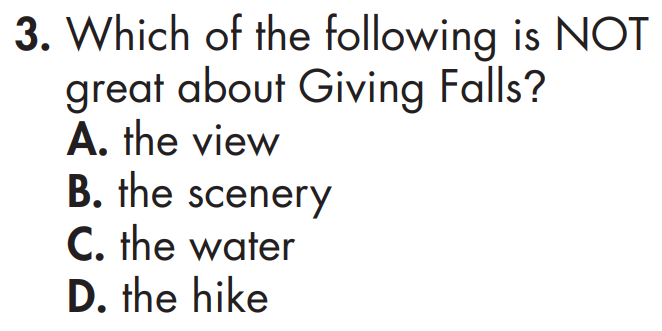 3. Which of the following is NOT
great about Giving Falls?
A. the view
B. the scenery
C. the water
D. the hike